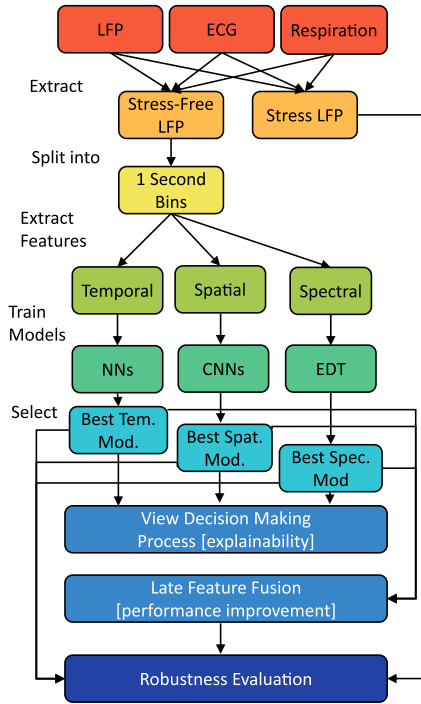 LFP
ECG
Respiration
Extract
Stress-Free
LFP
Stress LFP
Split into
1 Second
Bins
Extract
Features
Temporal
Spatial
Spectral
Train
Models
NNs
CNNs
EDT
Select
Best Tem.
Mod.
Best Spat.
Mod.
Best Spec.
Mod
View Decision Making
Process [explainability]
Late Feature Fusion
[performance improvement]
Robustness Evaluation